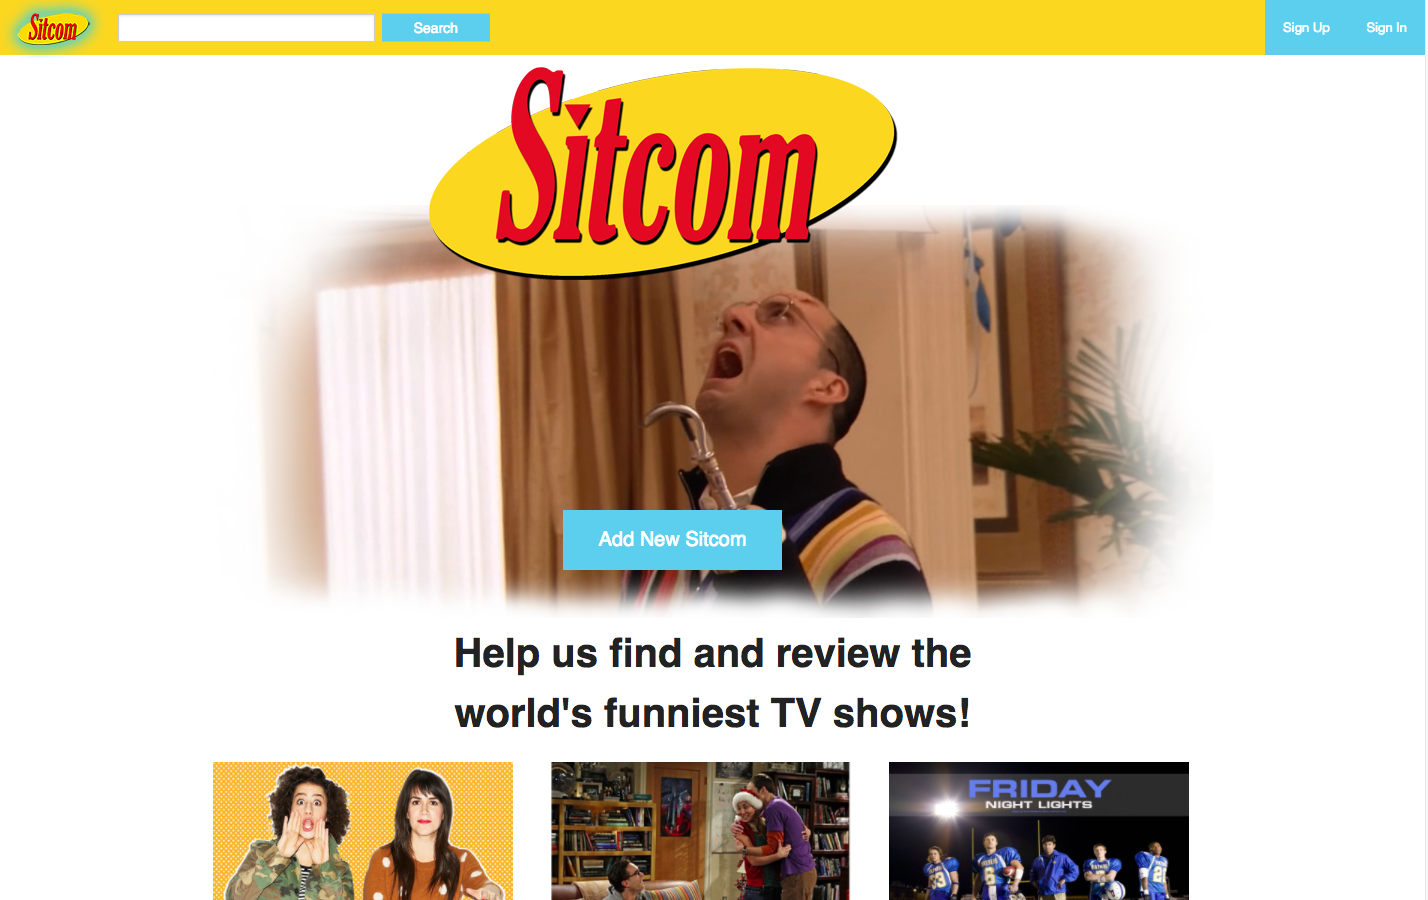 Sitcom
Search
Sign Up
Sign In
Sitcom
Add New Sitcom
Help us find and review the
world's funniest TV shows!
FRIDAY
NIGHT LIGHTS